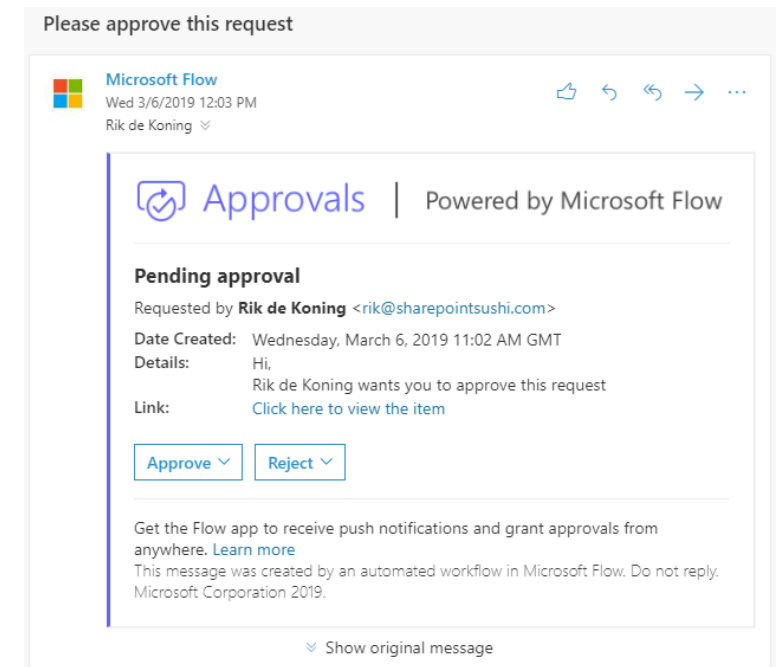 Please approve this request
Microsoft Flow
Wed 3/6/2019 12:03 PM
Rik de Koning
Approvals | Powered by Microsoft Flow
Pending approval
Requested by Rik de Koning <rik@sharepointsushi.com>
Date Created: Wednesday, March 6, 2019 11:02 AM GMT
Details: Hi,
Rik de Koning wants you to approve this request
Link: Click here to view the item
Approve Reject
Get the Flow app to receive push notifications and grant approvals from
anywhere. Learn more
This message was created by an automated workflow in Microsoft Flow. Do not reply.
Microsoft Corporation 2019.
Show original message